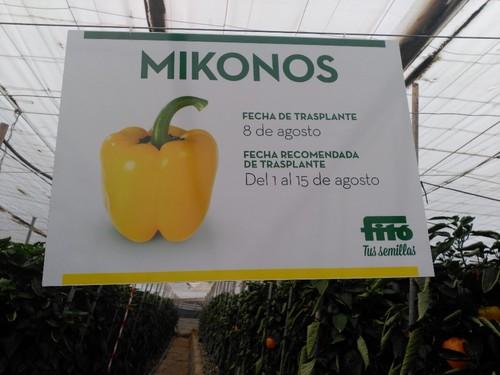 MIKONOS
FECHA DE TRASPLANTE
8 de agosto
FECHA RECOMENDADA
DE TRASPLANTE
Del 1 al 15 de agosto
fitó
Tus semillas